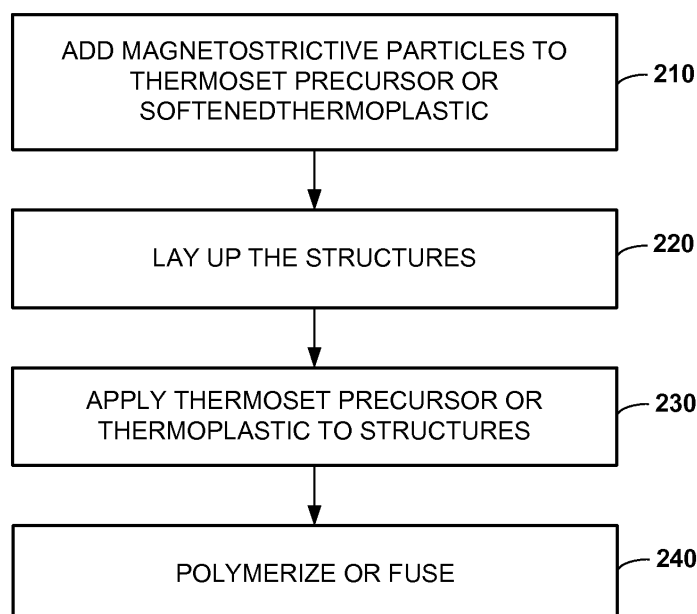 ADD MAGNETOSTRICTIVE PARTICLES TO
THERMOSET PRECURSOR OR
SOFTENEDTHERMOPLASTIC
210
LAY UP THE STRUCTURES
220
APPLY THERMOSET PRECURSOR OR
THERMOPLASTIC TO STRUCTURES
230
POLYMERIZE OR FUSE
240